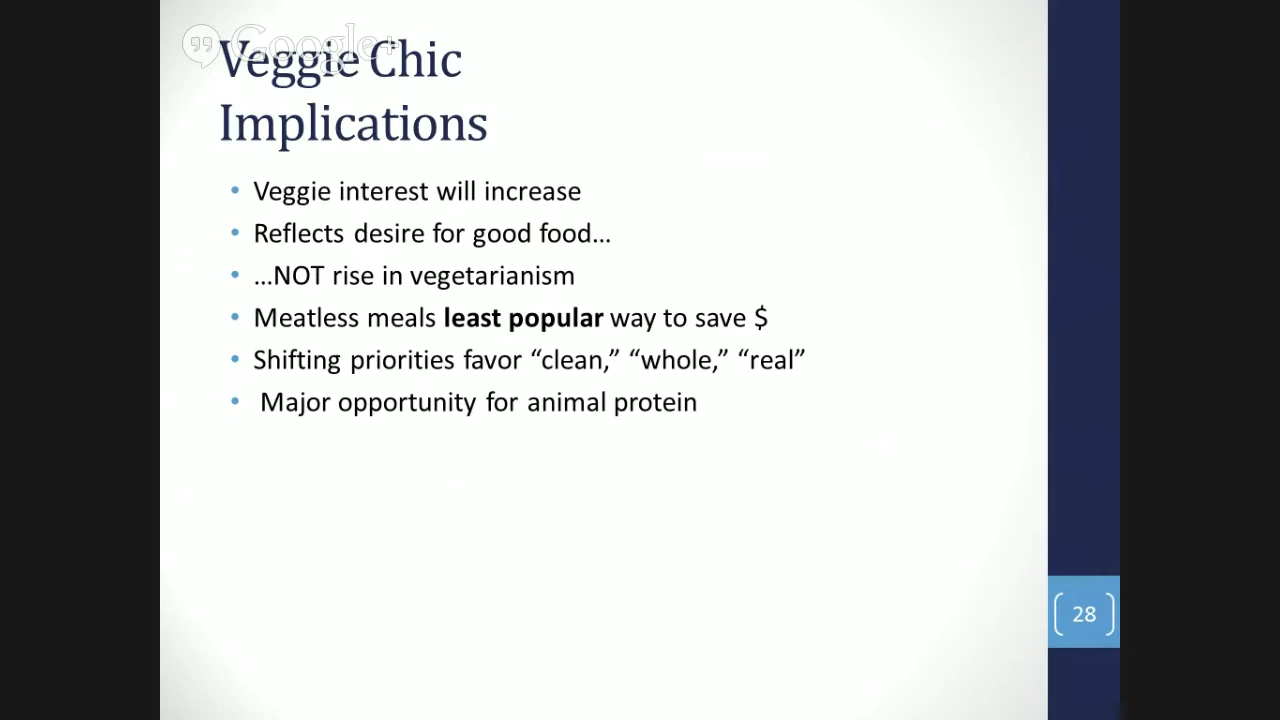 Google+
Veggie Chic
Implications
• Veggie interest will increase
• Reflects desire for good food…
• …NOT rise in vegetarianism
• Meatless meals least popular way to save $
• Shifting priorities favor “clean,” “whole,” “real”
• Major opportunity for animal protein
28